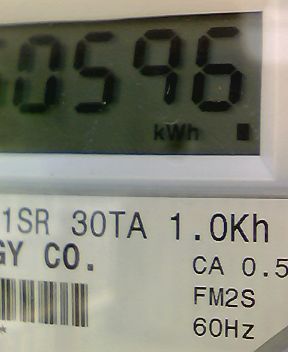 0596
kWh
1SR 30TA 1.0Kh
GY CO.
CA 0.5
FM2S
60Hz